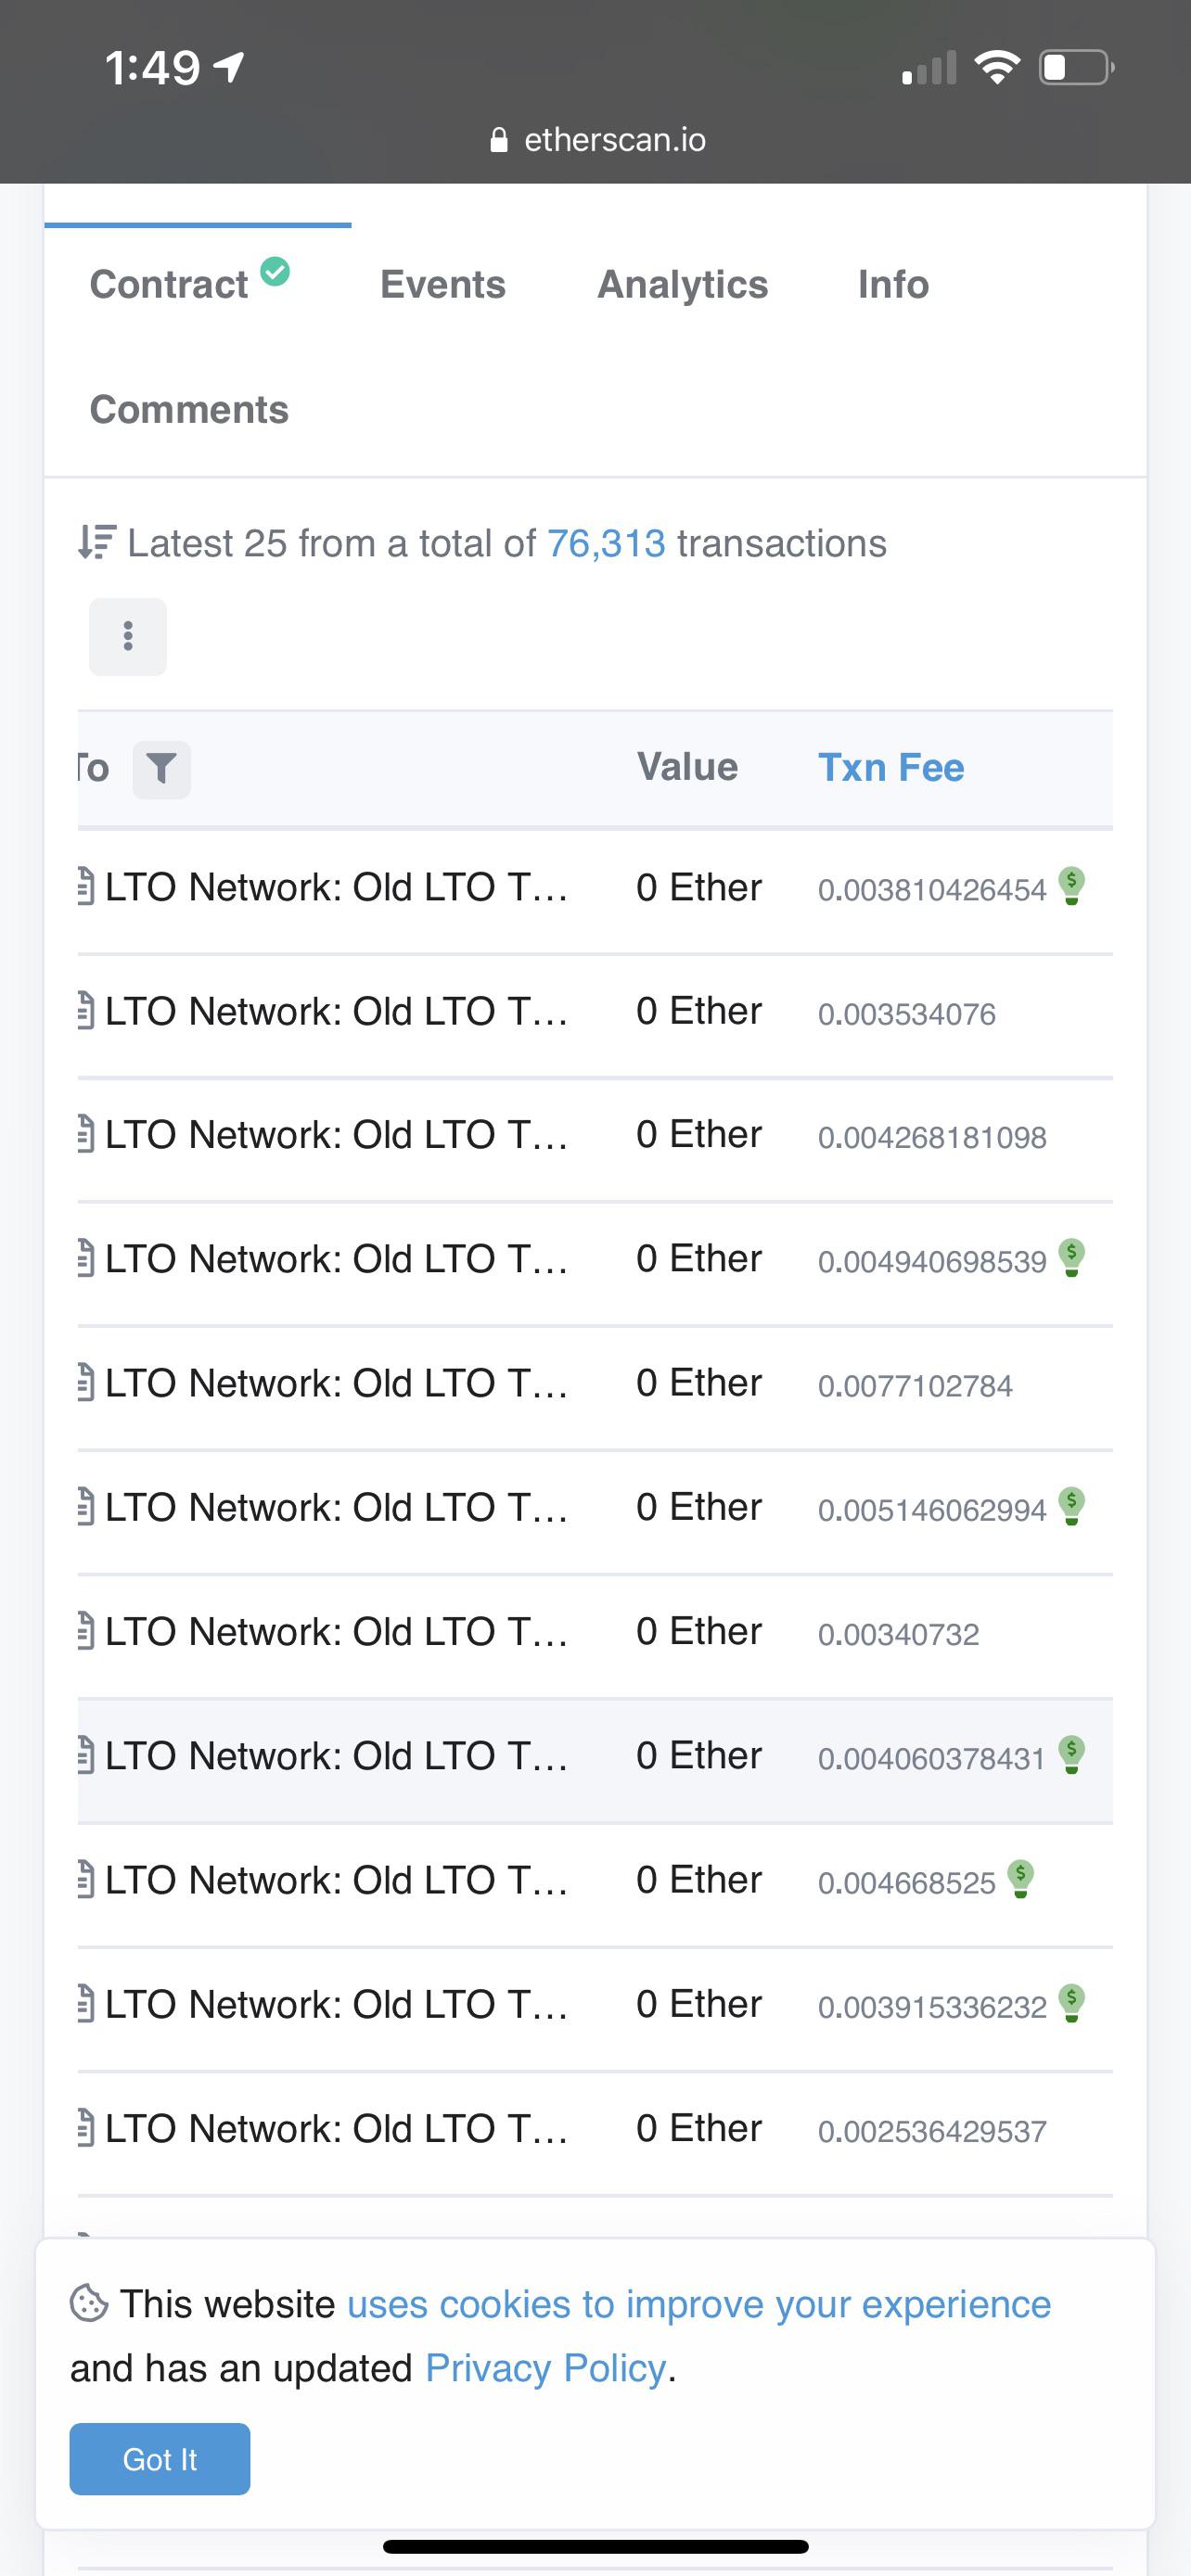 1:49
etherscan.io
Contract Events Analytics Info
Comments
Latest 25 from a total of 76,313 transactions
To Value Txn Fee
LTO Network: Old LTO T... 0 Ether 0.003810426454
LTO Network: Old LTO T... 0 Ether 0.003534076
LTO Network: Old LTO T... 0 Ether 0.004268181098
LTO Network: Old LTO T... 0 Ether 0.004940698539
LTO Network: Old LTO T... 0 Ether 0.0077102784
LTO Network: Old LTO T... 0 Ether 0.005146062994
LTO Network: Old LTO T... 0 Ether 0.00340732
LTO Network: Old LTO T... 0 Ether 0.004060378431
LTO Network: Old LTO T... 0 Ether 0.004668525
LTO Network: Old LTO T... 0 Ether 0.003915336232
LTO Network: Old LTO T... 0 Ether 0.002536429537
This website uses cookies to improve your experience
and has an updated Privacy Policy.
Got It